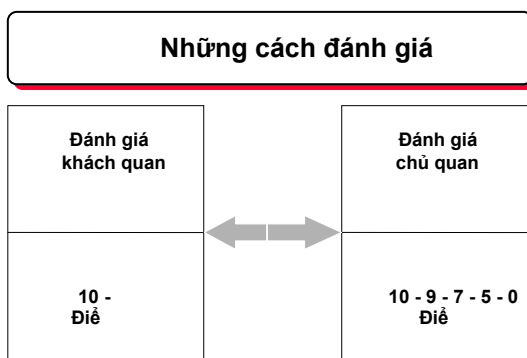 Những cách đánh giá
Đánh giá
khách quan
Đánh giá
chủ quan
10 -
Điể
10 - 9 - 7 - 5 - 0
Điể